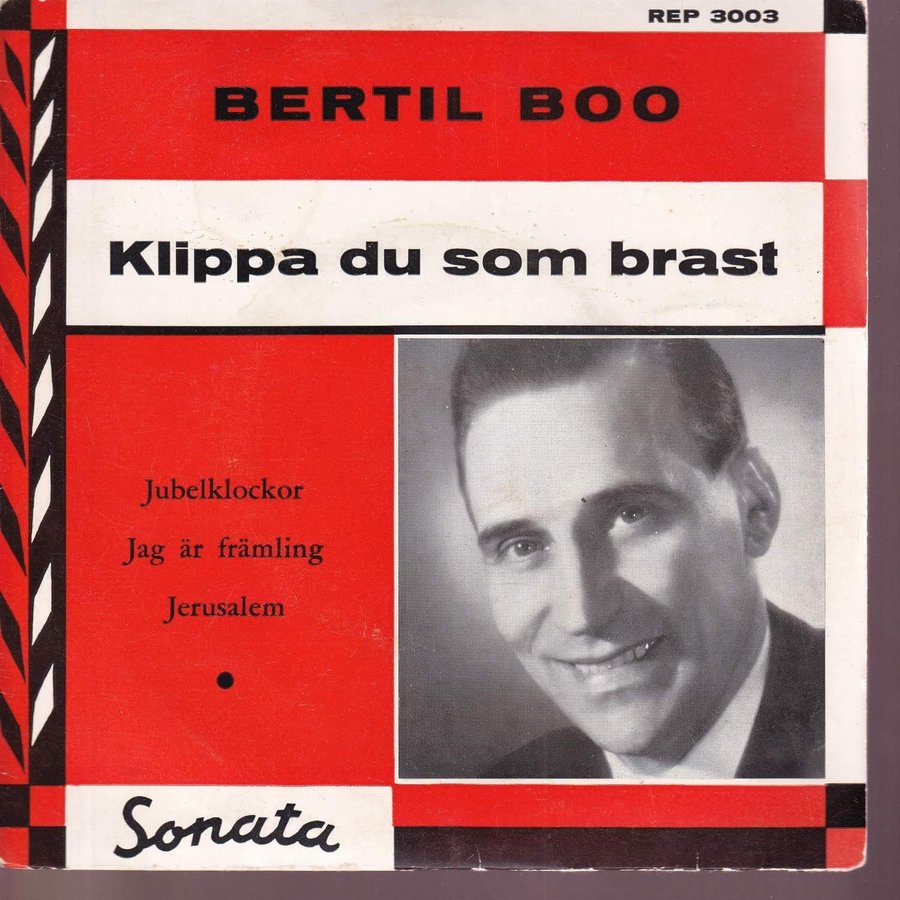 REP 3003
BERTIL BOO
Klippa du som brast
Jubelklockor
Jag är främling
Jerusalem
Sonata